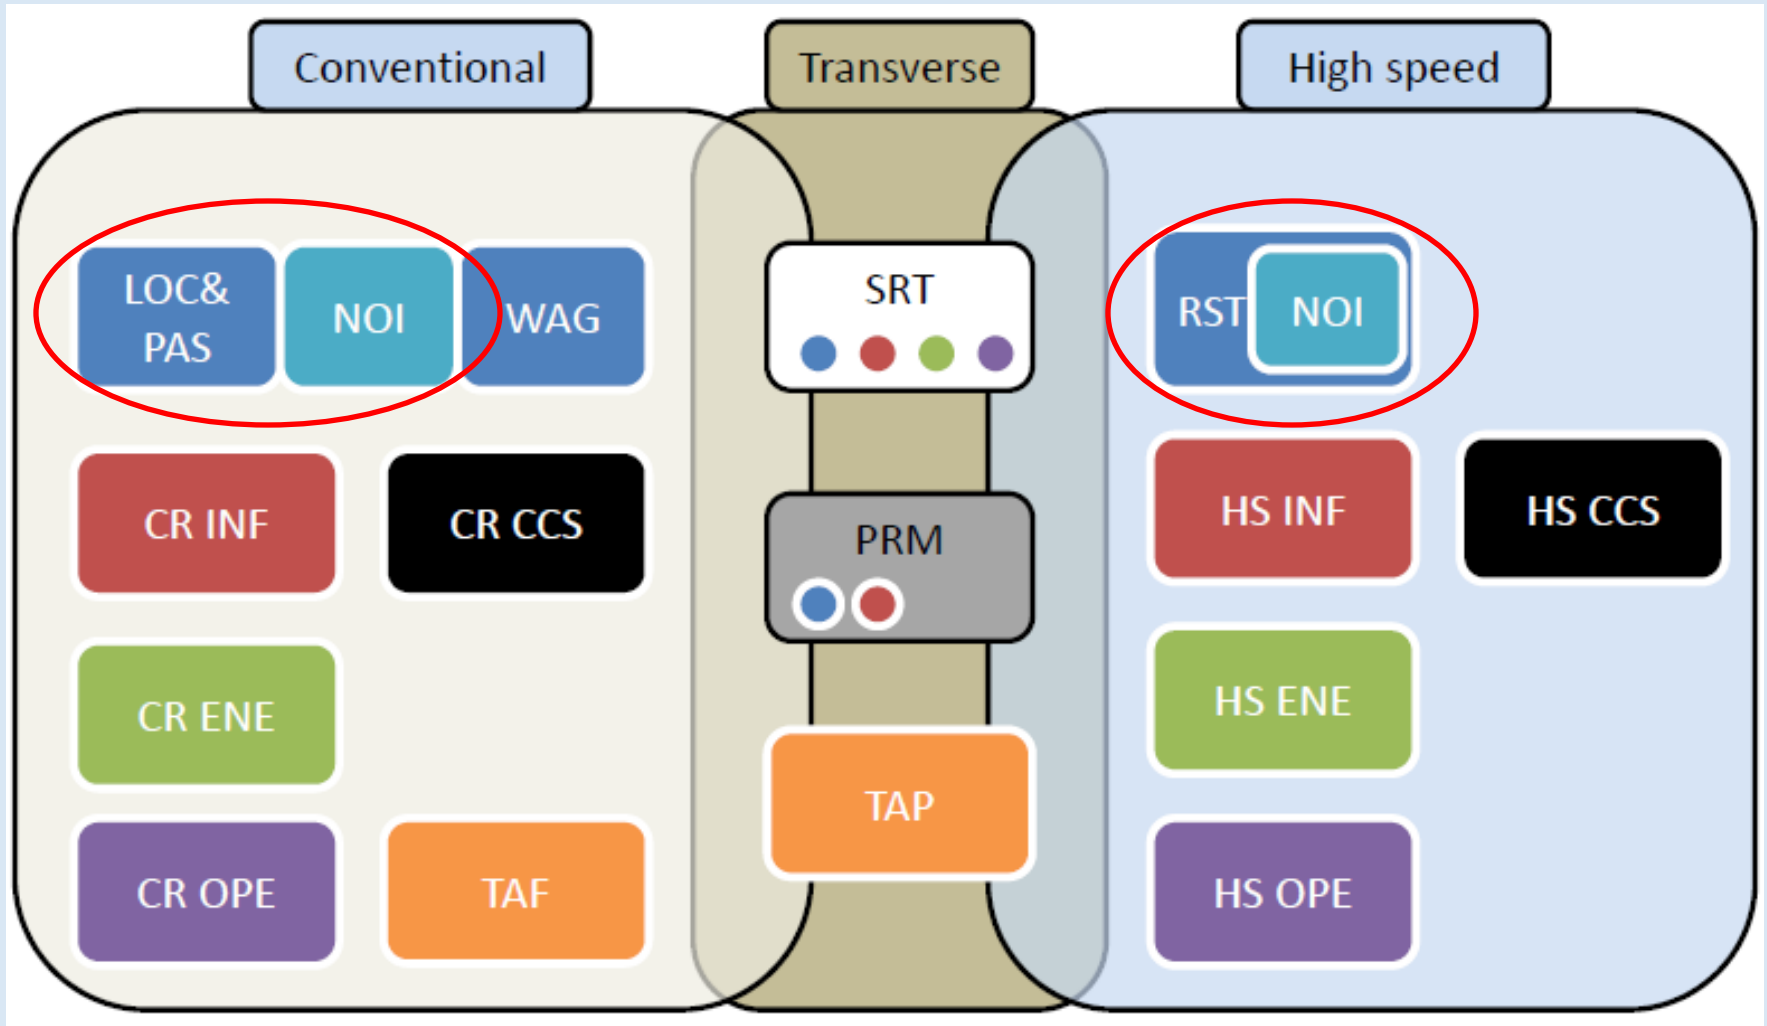 Conventional
Transverse
High speed
LOC&
PAS
NOI
WAG
SRT
RST
NOI
CR INF
CR CCS
PRM
HS INF
HS CCS
CR ENE
TAP
HS ENE
CR OPE
TAF
HS OPE